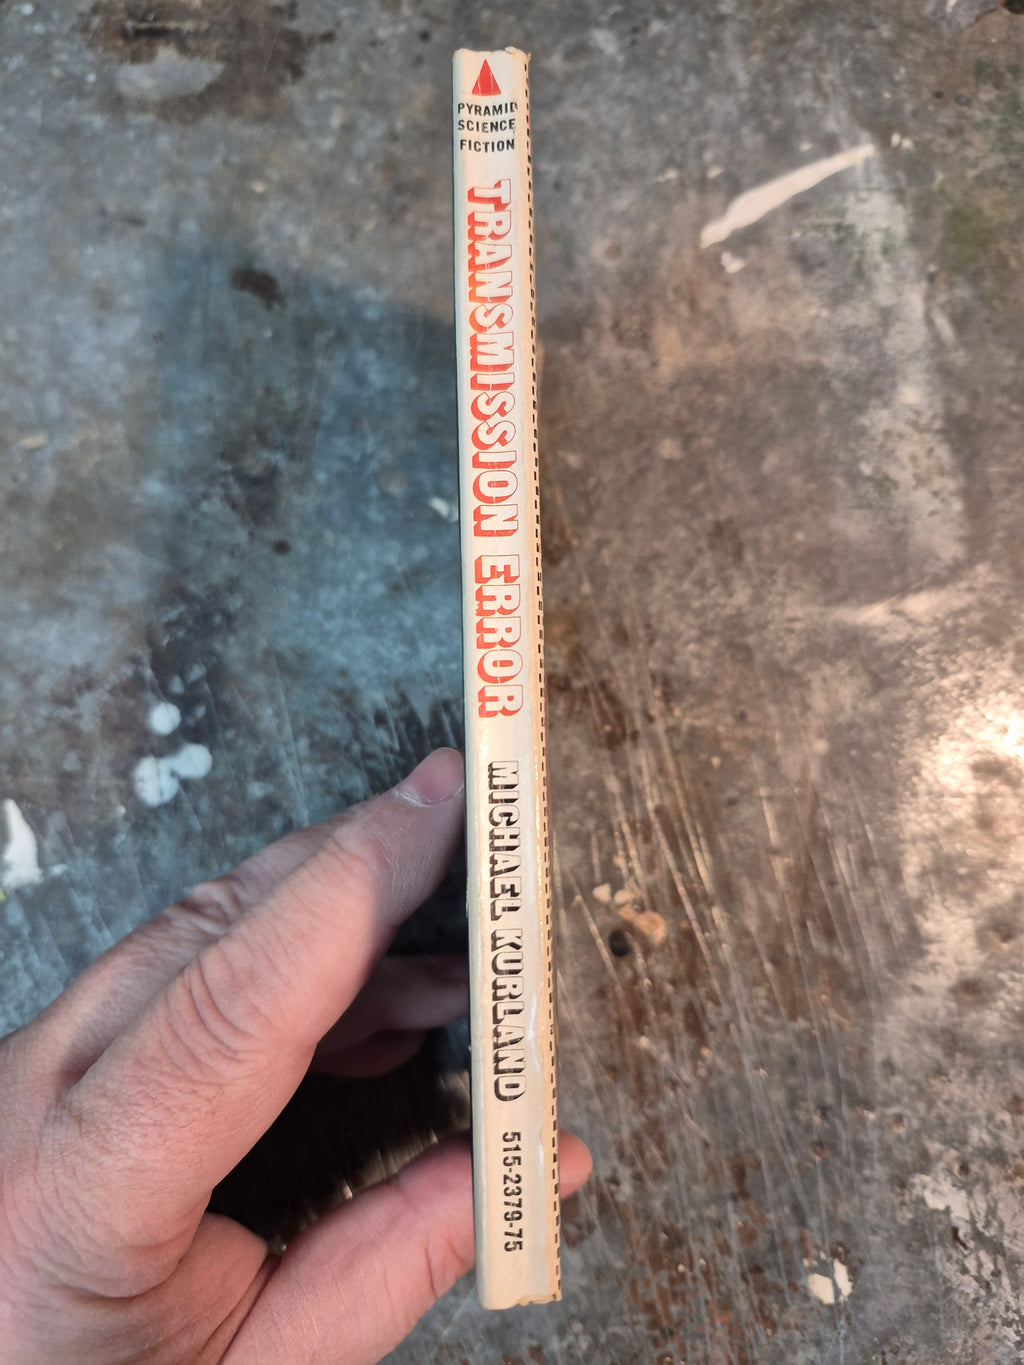 PYRAMID
SCIENCE
FICTION
TRANSMISSION ERROR
MICHAEL KURLAND
515-2379-75